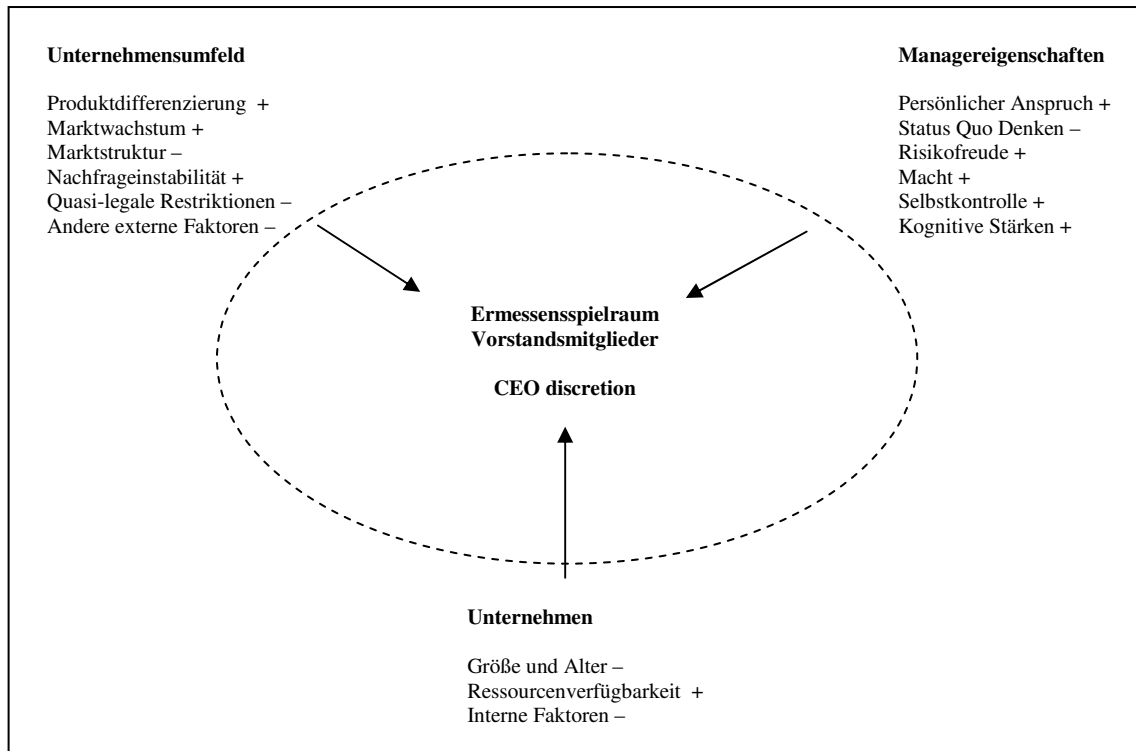 Unternehmensumfeld
Produktdifferenzierung +
Marktwachstum +
Marktstruktur –
Nachfrageinstabilität +
Quasi-legale Restriktionen –
Andere externe Faktoren –
Managereigenschaften
Persönlicher Anspruch +
Status Quo Denken –
Risikofreude +
Macht +
Selbstkontrolle +
Kognitive Stärken +
Ermessensspielraum
Vorstandsmitglieder
CEO discretion
Unternehmen
Größe und Alter –
Ressourcenverfügbarkeit +
Interne Faktoren –